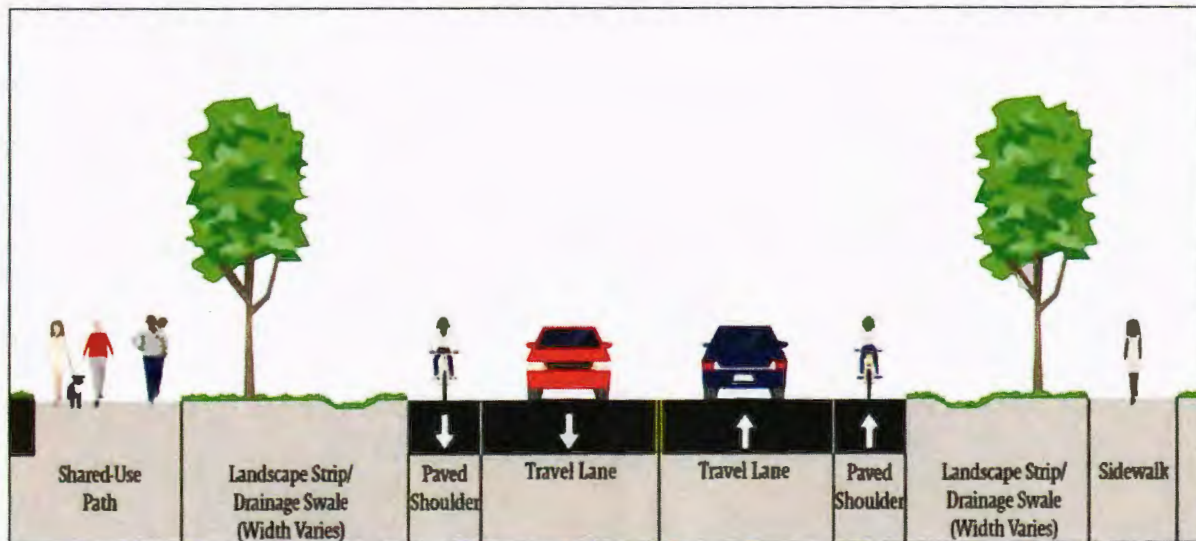 Shared-Use
Path
Landscape Strip/
Drainage Swale
(Width Varies)
Paved
Shoulder
Travel Lane
Travel Lane
Paved
Shoulder
Landscape Strip/
Drainage Swale
(Width Varies)
Sidewalk